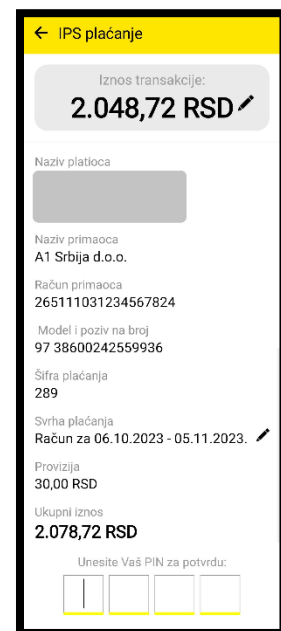 IPS plaćanje
Iznos transakcije:
2.048,72 RSD
Naziv platioca
Naziv primaoca
A1 Srbija d.o.o.
Račun primaoca
265111031234567824
Model i poziv na broj
97 38600242559936
Šifra plaćanja
289
Svrha plaćanja
Račun za 06.10.2023 - 05.11.2023.
Provizija
30,00 RSD
Ukupni iznos
2.078,72 RSD
Unesite Vaš PIN za potvrdu: